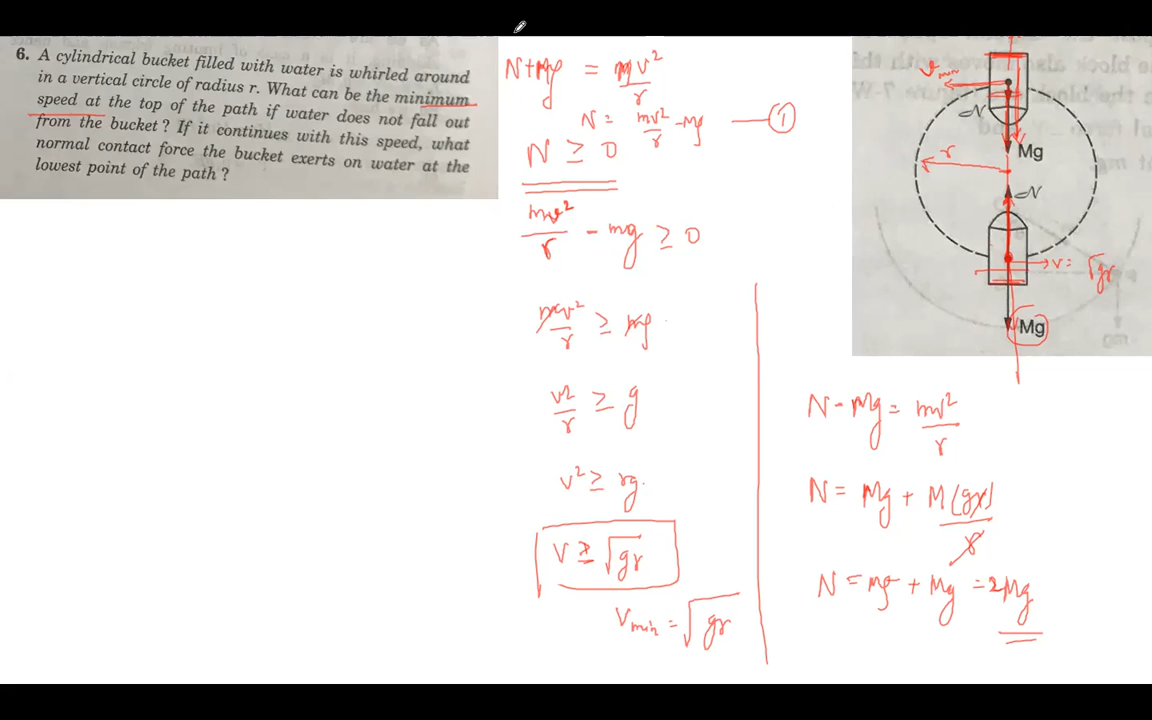 6. A cylindrical bucket filled with water is whirled around
in a vertical circle of radius r. What can be the minimum
speed at the top of the path if water does not fall out
from the bucket ? If it continues with this speed, what
normal contact force the bucket exerts on water at the
lowest point of the path ?
N+Mg = mv²/r
N = mv²/r - Mg —— ①
N ≥ 0
mv²/r - mg ≥ 0
mv²/r ≥ mg
v²/r ≥ g
v² ≥ rg
v ≥ √gr
Vmin = √gr
Vmin
N
Mg
r
N
v = √gr
Mg
N - Mg = mv²/r
N = Mg + M(gr)/r
N = Mg + Mg = 2Mg